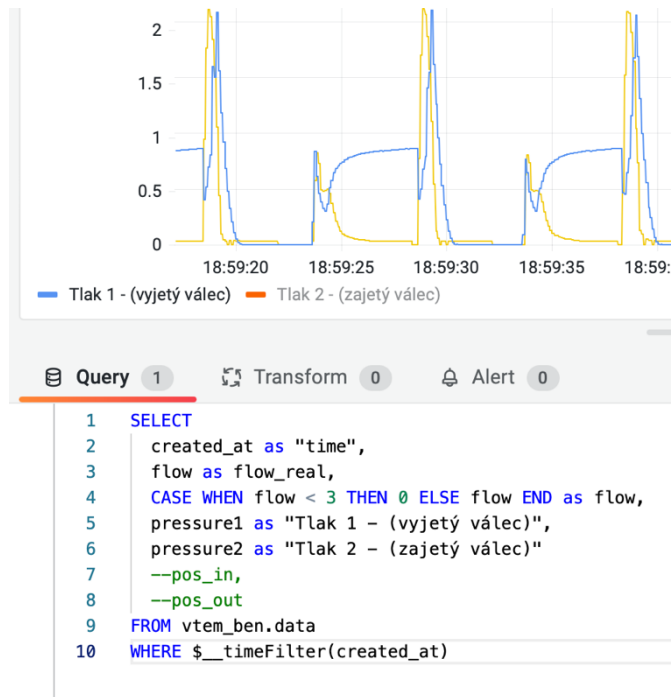 2
1.5
1
0.5
0
18:59:20 18:59:25 18:59:30 18:59:35 18:59:
Tlak 1 - (vyjetý válec) Tlak 2 - (zajetý válec)
Query 1 Transform 0 Alert 0
1 SELECT
2 created_at as "time",
3 flow as flow_real,
4 CASE WHEN flow < 3 THEN 0 ELSE flow END as flow,
5 pressure1 as "Tlak 1 – (vyjetý válec)",
6 pressure2 as "Tlak 2 – (zajetý válec)"
7 --pos_in,
8 --pos_out
9 FROM vtem_ben.data
10 WHERE $__timeFilter(created_at)